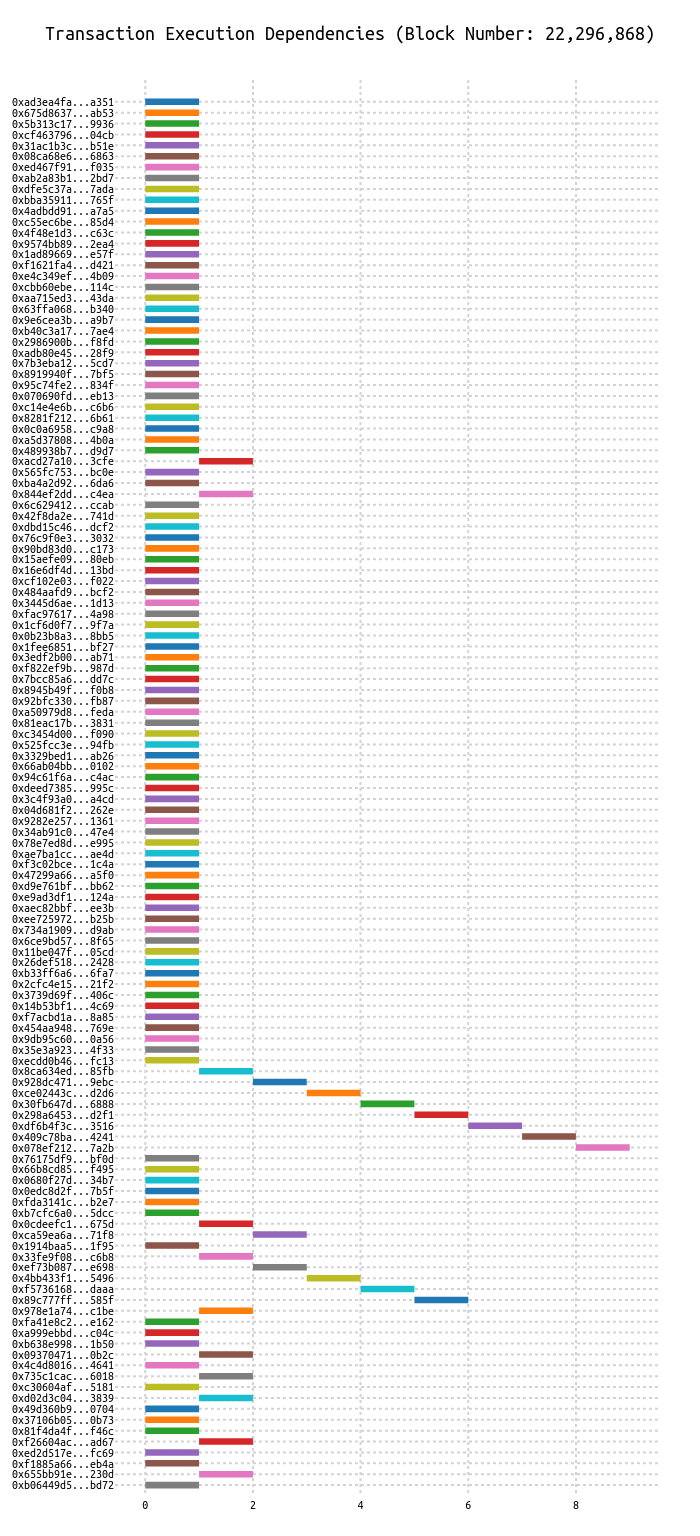 Transaction Execution Dependencies (Block Number: 22,296,868)
0xad3ea4fa...a351
0x675d8637...ab53
0x5b313c17...9936
0xcf463796...04cb
0x31ac1b3c...b51e
0x08ca68e6...6863
0xed467f91...f035
0xab2a83b1...2bd7
0xdfe5c37a...7ada
0xbba35911...765f
0x4adbdd91...a7a5
0xc55ec6be...85d4
0x4f48e1d3...c63c
0x9574bb89...2ea4
0x1ad89669...e57f
0xf1621fa4...d421
0xe4c349ef...4b09
0xcbb60ebe...114c
0xaa715ed3...43da
0x63ffa068...b340
0x9e6cea3b...a9b7
0xb40c3a17...7ae4
0x2986900b...f8fd
0xadb80e45...28f9
0x7b3eba12...5cd7
0x8919940f...7bf5
0x95c74fe2...834f
0x070690fd...eb13
0xc14e4e6b...c6b6
0x8281f212...6b61
0x0c0a6958...c9a8
0xa5d37808...4b0a
0x489938b7...d9d7
0xacd27a10...3cfe
0x565fc753...bc0e
0xba4a2d92...6da6
0x844ef2dd...c4ea
0x6c629412...ccab
0x42f8da2e...741d
0xdbd15c46...dcf2
0x76c9f0e3...3032
0x90bd83d0...c173
0x15aefe09...80eb
0x16e6df4d...13bd
0xcf102e03...f022
0x484aafd9...bcf2
0x3445d6ae...1d13
0xfac97617...4a98
0x1cf6d0f7...9f7a
0x0b23b8a3...8bb5
0x1fee6851...bf27
0x3edf2b00...ab71
0xf822ef9b...987d
0x7bcc85a6...dd7c
0x8945b49f...f0b8
0x92bfc330...fb87
0xa50979d8...feda
0x81eac17b...3831
0xc3454d00...f090
0x525fcc3e...94fb
0x3329bed1...ab26
0x66ab04bb...0102
0x94c61f6a...c4ac
0xdeed7385...995c
0x3c4f93a0...a4cd
0x04d681f2...262e
0x9282e257...1361
0x34ab91c0...47e4
0x78e7ed8d...e995
0xae7ba1cc...ae4d
0xf3c02bce...1c4a
0x47299a66...a5f0
0xd9e761bf...bb62
0xe9ad3df1...124a
0xaec82bbf...ee3b
0xee725972...b25b
0x734a1909...d9ab
0x6ce9bd57...8f65
0x11be047f...05cd
0x26def518...2428
0xb33ff6a6...6fa7
0x2cfc4e15...21f2
0x3739d69f...406c
0x14b53bf1...4c69
0xf7acbd1a...8a85
0x454aa948...769e
0x9db95c60...0a56
0x35e3a923...4f33
0xecdd0b46...fc13
0x8ca634ed...85fb
0x928dc471...9ebc
0xce02443c...d2d6
0x30fb647d...6888
0x298a6453...d2f1
0xdf6b4f3c...3516
0x409c78ba...4241
0x078ef212...7a2b
0x76175df9...bf0d
0x66b8cd85...f495
0x0680f27d...34b7
0x0edc8d2f...7b5f
0xfda3141c...b2e7
0xb7cfc6a0...5dcc
0x0cdeefc1...675d
0xca59ea6a...71f8
0x1914baa5...1f95
0x33fe9f08...c6b8
0xef73b087...e698
0x4bb433f1...5496
0xf5736168...daaa
0x89c777ff...585f
0x978e1a74...c1be
0xfa41e8c2...e162
0xa999ebbd...c04c
0xb638e998...1b50
0x09370471...0b2c
0x4c4d8016...4641
0x735c1cac...6018
0xc30604af...5181
0xd02d3c04...3839
0x49d360b9...0704
0x37106b05...0b73
0x81f4da4f...f46c
0xf26604ac...ad67
0xed2d517e...fc69
0xf1885a66...eb4a
0x655bb91e...230d
0xb06449d5...bd72
0 2 4 6 8